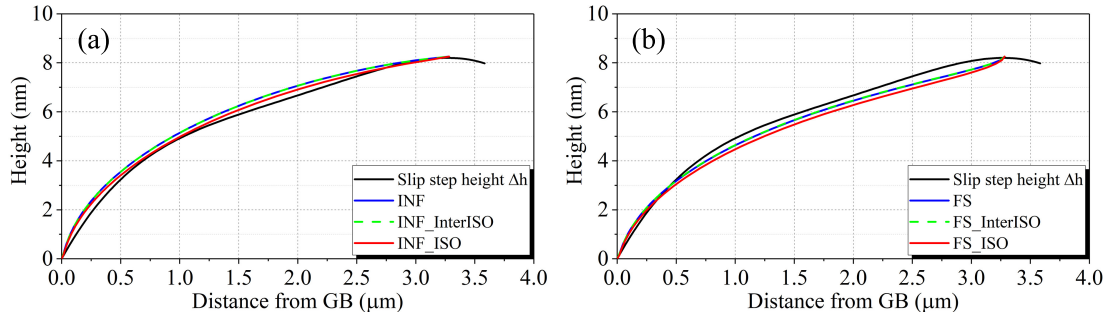 (a)
10
8
6
4
2
0
Height (nm)
0.0 0.5 1.0 1.5 2.0 2.5 3.0 3.5 4.0
Distance from GB (μm)
Slip step height Δh
INF
INF_InterISO
INF_ISO
(b)
10
8
6
4
2
0
Height (nm)
0.0 0.5 1.0 1.5 2.0 2.5 3.0 3.5 4.0
Distance from GB (μm)
Slip step height Δh
FS
FS_InterISO
FS_ISO